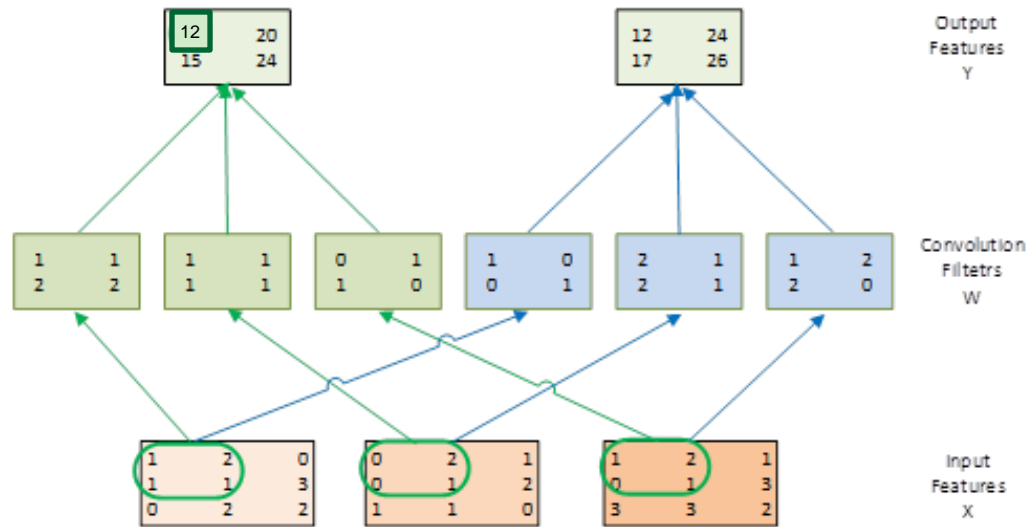 12 20
15 24
12 24
17 26
Output
Features
Y
1 1
2 2
1 1
1 1
0 1
1 0
1 0
0 1
2 1
2 1
1 2
2 0
Convolution
Filtetrs
W
1 2 0
1 1 3
0 2 2
0 2 1
0 1 2
1 1 0
1 2 1
0 1 3
3 3 2
Input
Features
X